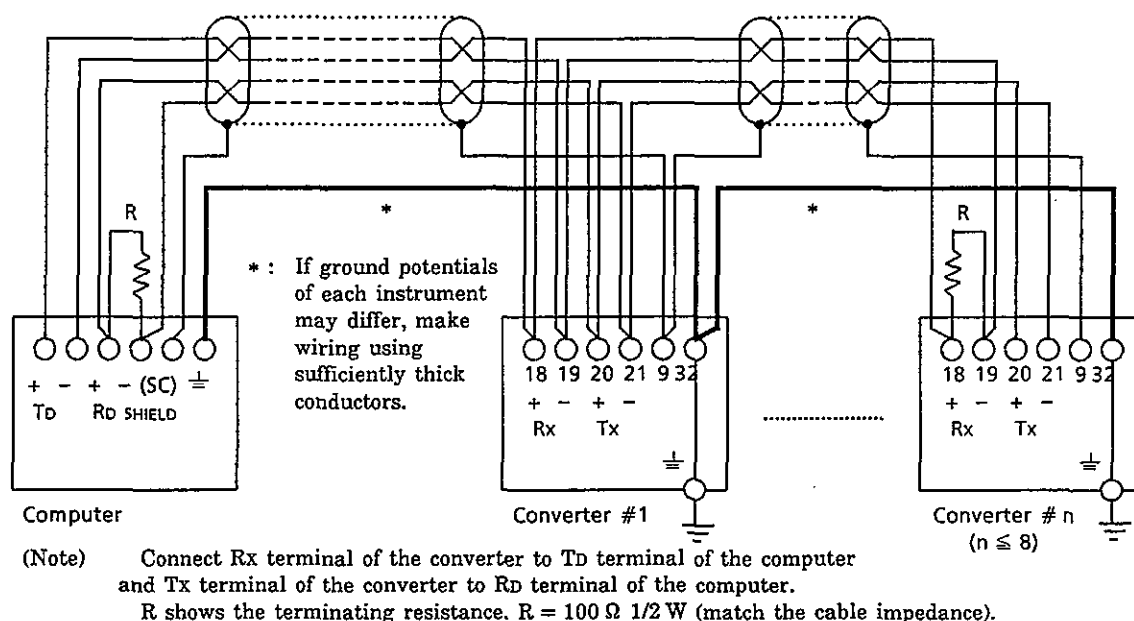 R
*
*
R
* : If ground potentials
of each instrument
may differ, make
wiring using
sufficiently thick
conductors.
+ - + - (SC) ⏚
TD RD SHIELD
18 19 20 21 9 32
+ - + -
Rx Tx
⏚
18 19 20 21 9 32
+ - + -
Rx Tx
⏚
Computer
Converter #1
Converter # n
(n ≦ 8)
(Note) Connect Rx terminal of the converter to TD terminal of the computer
and Tx terminal of the converter to RD terminal of the computer.
R shows the terminating resistance. R = 100 Ω 1/2 W (match the cable impedance).